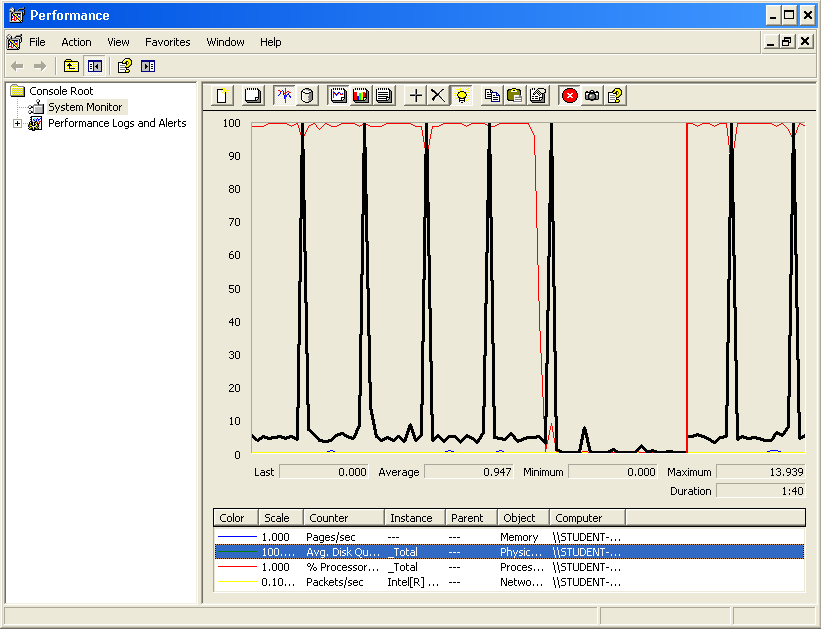 Performance
File Action View Favorites Window Help
Console Root
System Monitor
Performance Logs and Alerts
100
90
80
70
60
50
40
30
20
10
0
Last 0.000 Average 0.947 Minimum 0.000 Maximum 13.939
Duration 1:40
Color Scale Counter Instance Parent Object Computer
1.000 Pages/sec --- --- Memory \\STUDENT-...
100.... Avg. Disk Qu... _Total --- Physic... \\STUDENT-...
1.000 % Processor... _Total --- Proces... \\STUDENT-...
0.10... Packets/sec Intel[R] ... --- Netwo... \\STUDENT-...